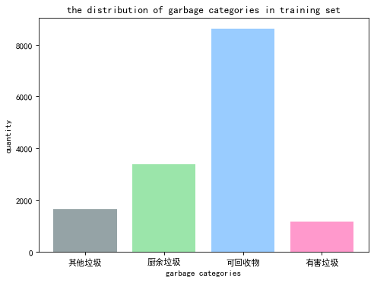 the distribution of garbage categories in training set
quantity
8000
6000
4000
2000
0
其他垃圾 厨余垃圾 可回收物 有害垃圾
garbage categories